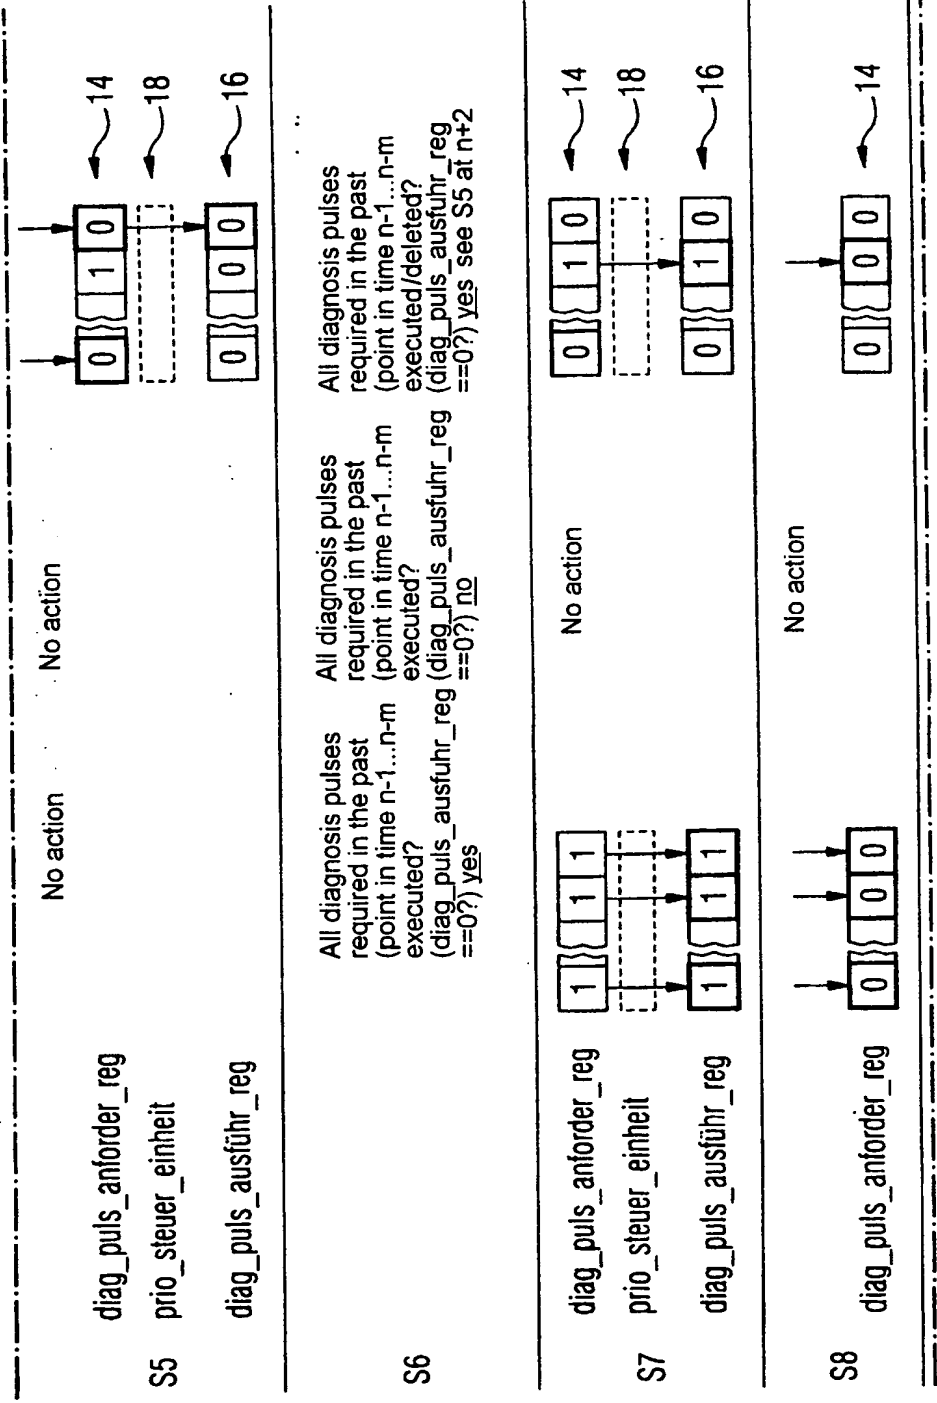 No action No action
diag_puls_anforder_reg 0 1 0 14
S5 prio_steuer_einheit 18
diag_puls_ausführ_reg 0 0 0 16
S6
All diagnosis pulses
required in the past
(point in time n-1...n-m
executed?
(diag_puls_ausfuhr_reg
==0?) yes
All diagnosis pulses
required in the past
(point in time n-1...n-m
executed?
(diag_puls_ausfuhr_reg
==0?) no
All diagnosis pulses
required in the past
(point in time n-1...n-m
executed/deleted?
(diag_puls_ausfuhr_reg
==0?) yes see S5 at n+2
No action
diag_puls_anforder_reg 1 1 1 0 1 0 14
S7 prio_steuer_einheit 18
diag_puls_ausführ_reg 1 1 1 0 1 0 16
No action
S8
diag_puls_anforder_reg 0 0 0 0 0 0 14